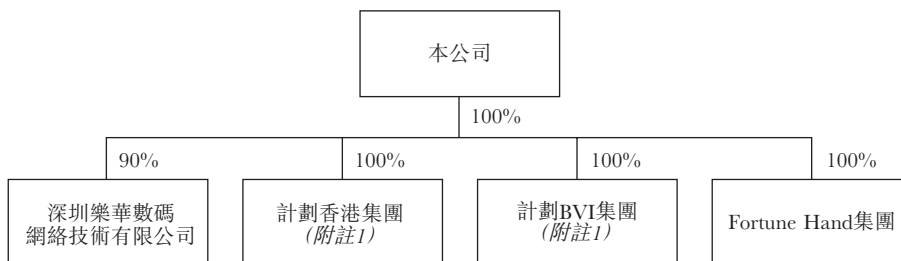 本公司
100%
90%
100%
100%
100%
深圳樂華數碼
網絡技術有限公司
計劃香港集團
(附註1)
計劃BVI集團
(附註1)
Fortune Hand集團